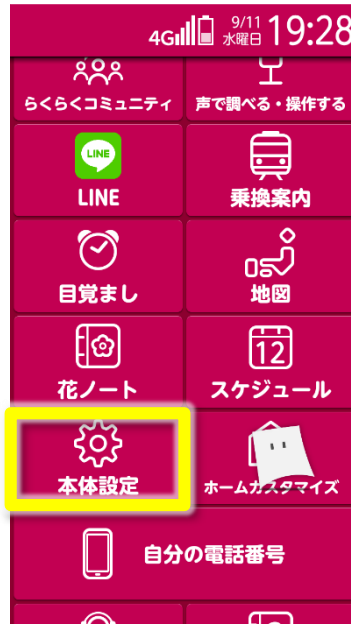 4G 9/11 水曜日 19:28
らくらくコミュニティ 声で調べる・操作する
LINE
LINE 乗換案内
目覚まし 地図
12
花ノート スケジュール
本体設定 ホームカスタマイズ
自分の電話番号